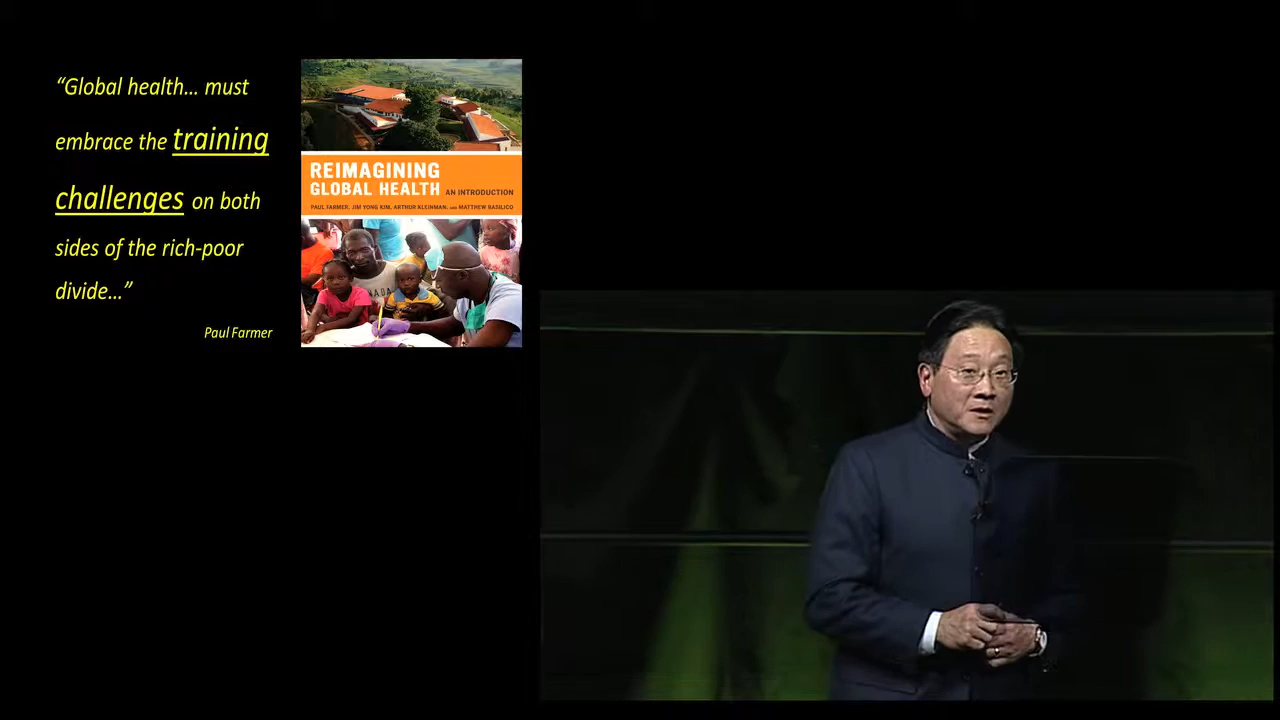 “Global health... must
embrace the training
challenges on both
sides of the rich-poor
divide...”
Paul Farmer
REIMAGINING
GLOBAL HEALTH AN INTRODUCTION
PAUL FARMER, JIM YONG KIM, ARTHUR KLEINMAN, AND MATTHEW BASILICO
CANADA